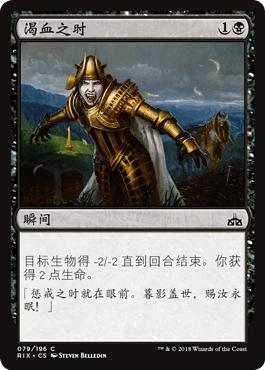 渴血之时 1
瞬间
目标生物得 -2/-2 直到回合结束。你获
得 2 点生命。
「惩戒之时就在眼前。暮影盖世，赐汝永
眠！」
079/196 C
RIX • CS STEVEN BELLEDIN
™ & © 2018 Wizards of the Coast